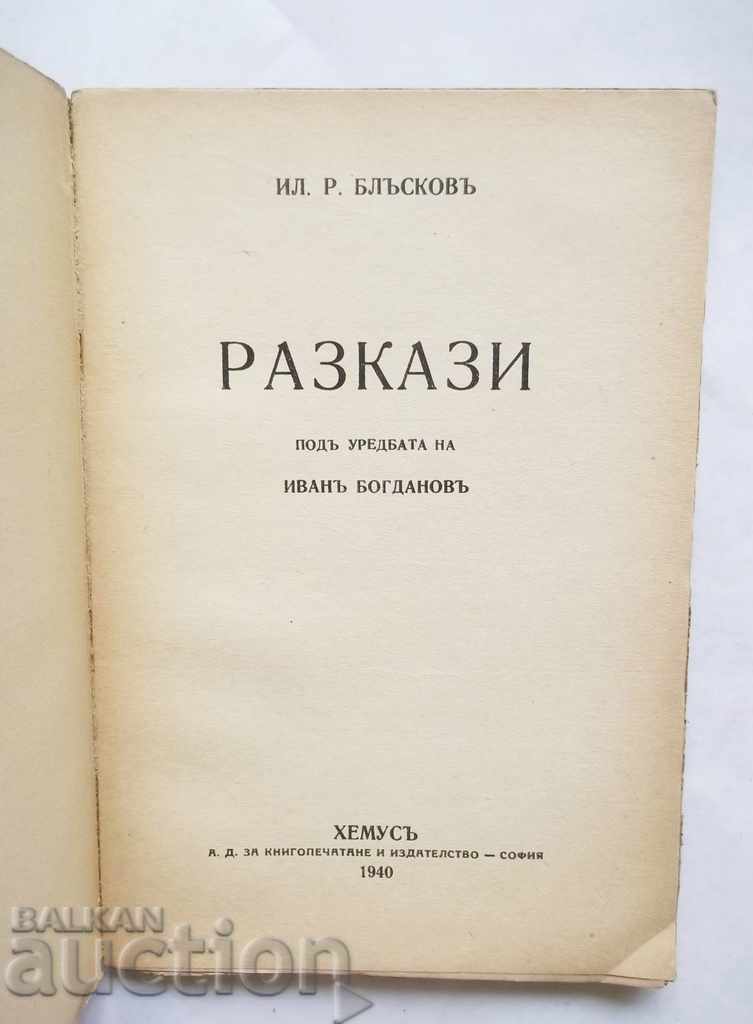 ИЛ. Р. БЛЪСКОВЪ
РАЗКАЗИ
ПОДЪ УРЕДБАТА НА
ИВАНЪ БОГДАНОВЪ
ХЕМУСЪ
А. Д. ЗА КНИГОПЕЧАТАНЕ И ИЗДАТЕЛСТВО — СОФИЯ
1940
BALKAN
auction